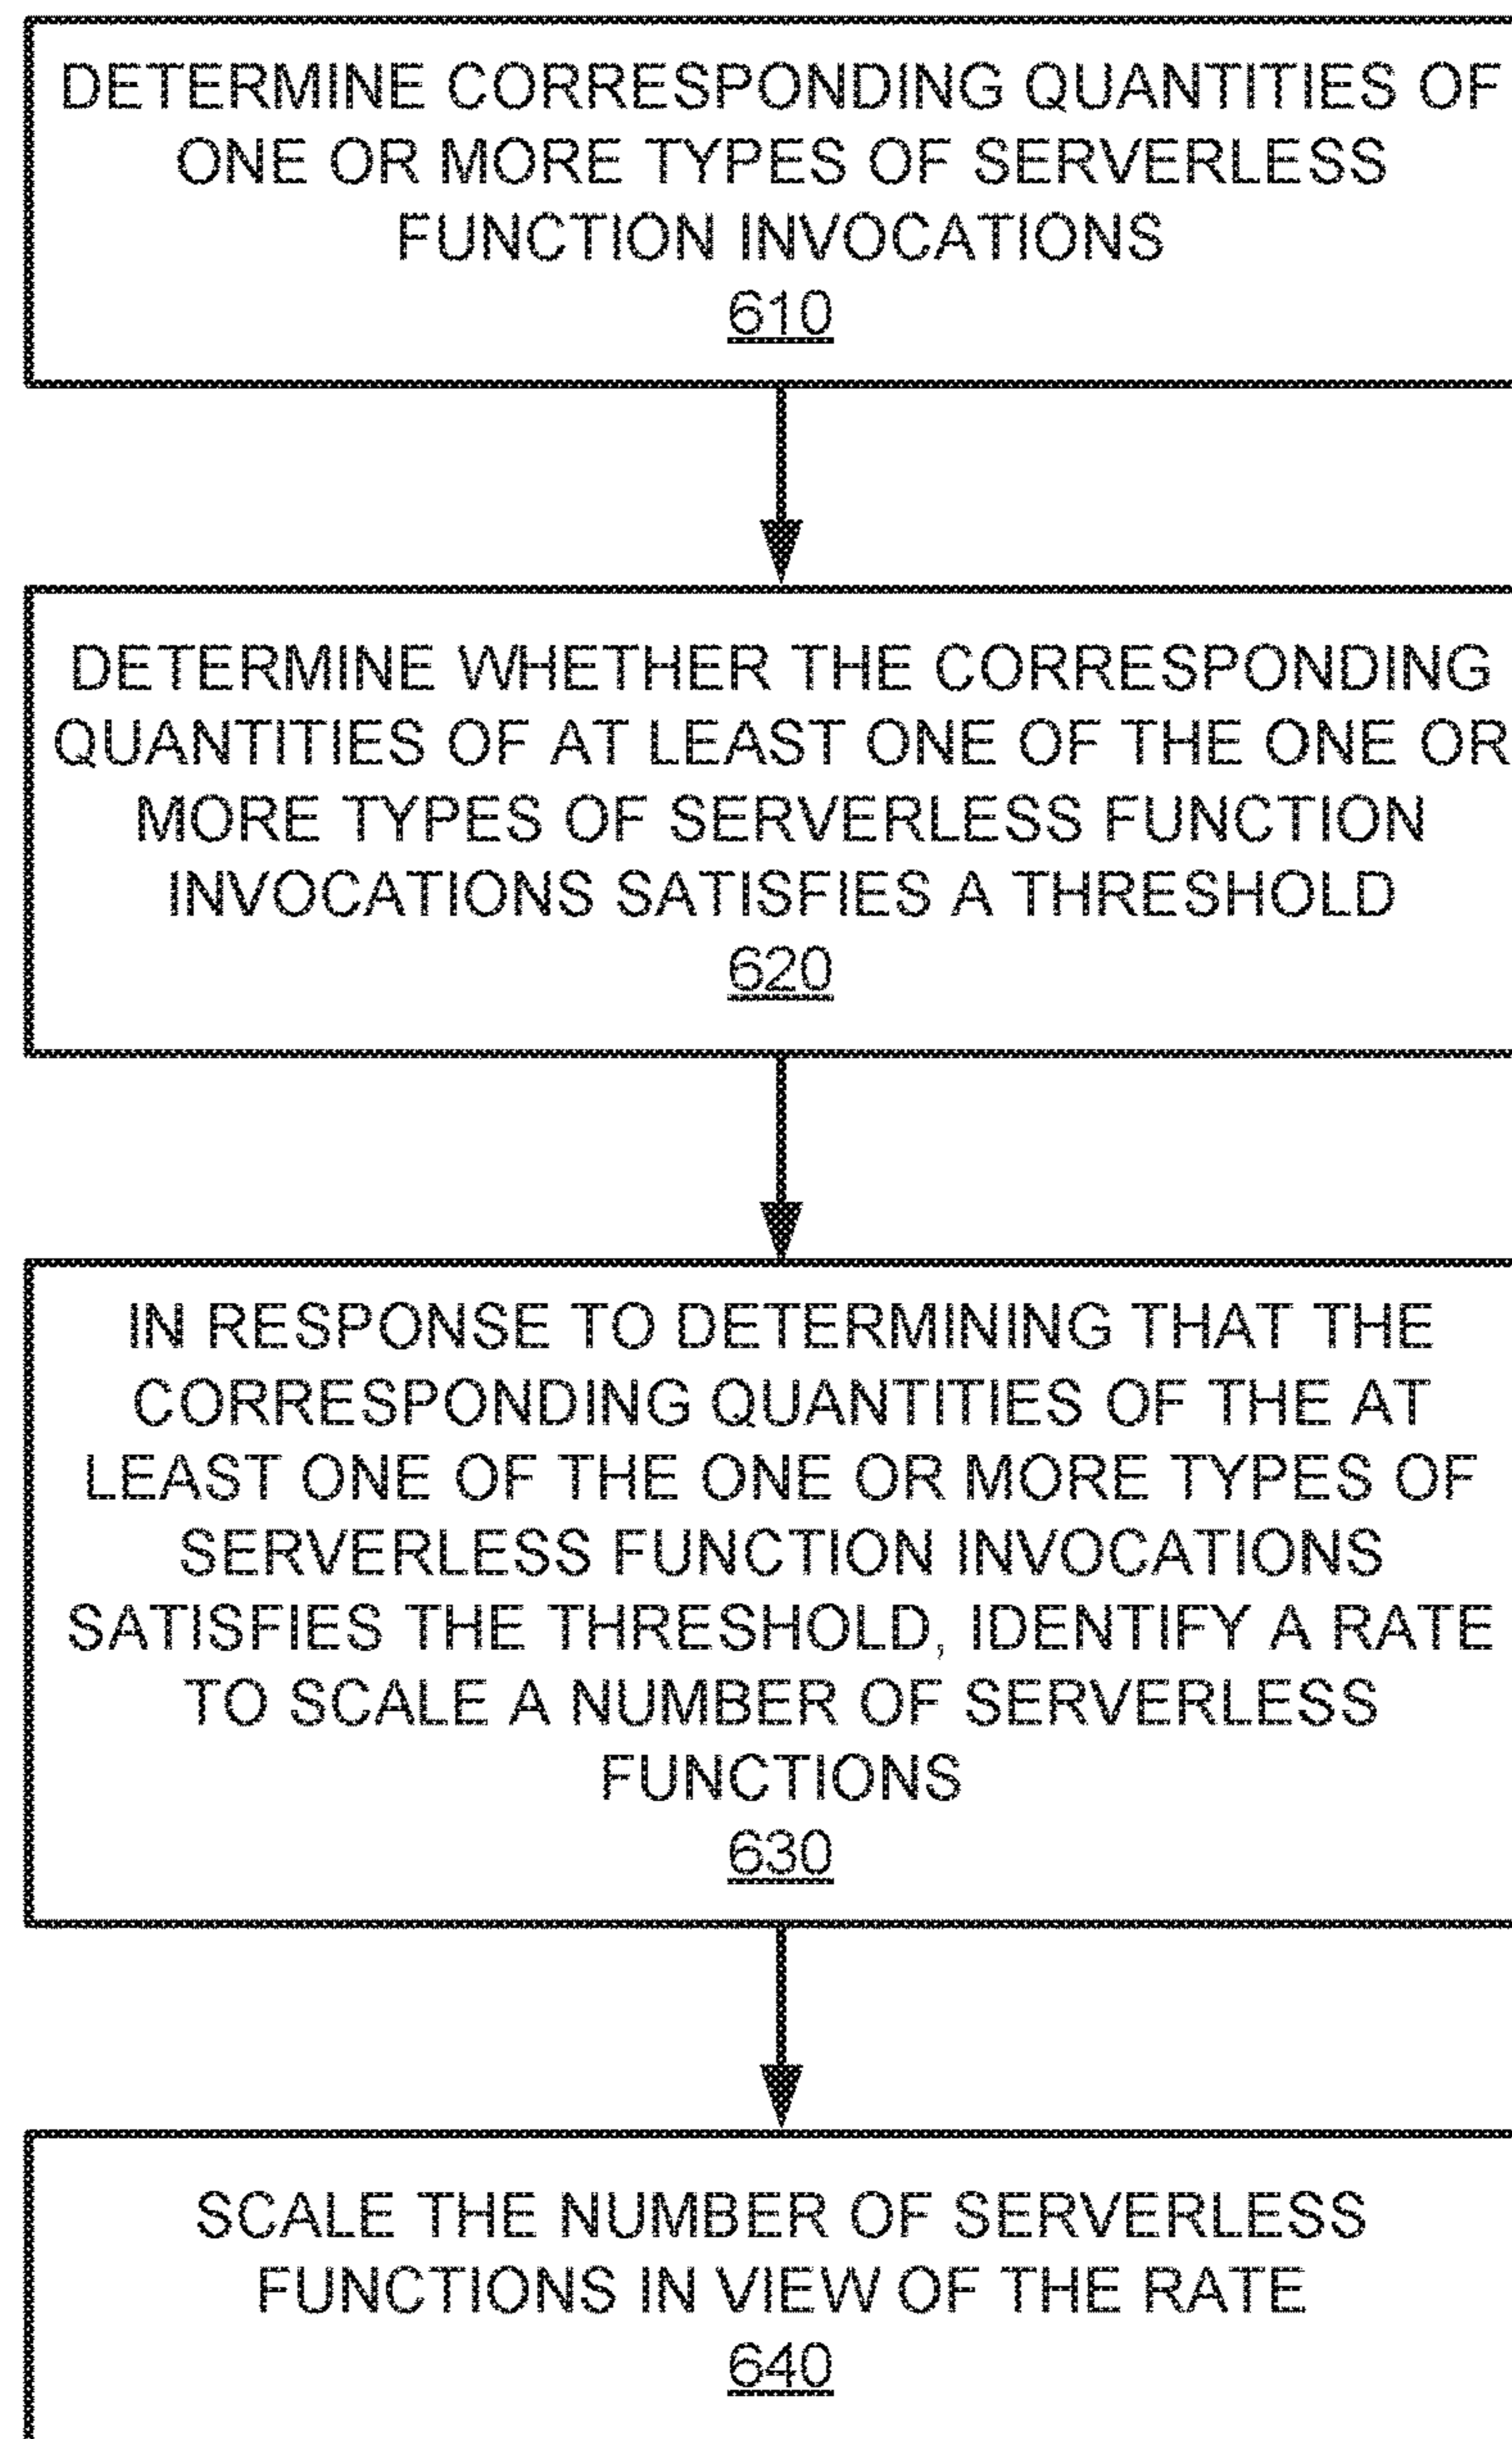 DETERMINE CORRESPONDING QUANTITIES OF
ONE OR MORE TYPES OF SERVERLESS
FUNCTION INVOCATIONS
610
DETERMINE WHETHER THE CORRESPONDING
QUANTITIES OF AT LEAST ONE OF THE ONE OR
MORE TYPES OF SERVERLESS FUNCTION
INVOCATIONS SATISFIES A THRESHOLD
620
IN RESPONSE TO DETERMINING THAT THE
CORRESPONDING QUANTITIES OF THE AT
LEAST ONE OF THE ONE OR MORE TYPES OF
SERVERLESS FUNCTION INVOCATIONS
SATISFIES THE THRESHOLD, IDENTIFY A RATE
TO SCALE A NUMBER OF SERVERLESS
FUNCTIONS
630
SCALE THE NUMBER OF SERVERLESS
FUNCTIONS IN VIEW OF THE RATE
640